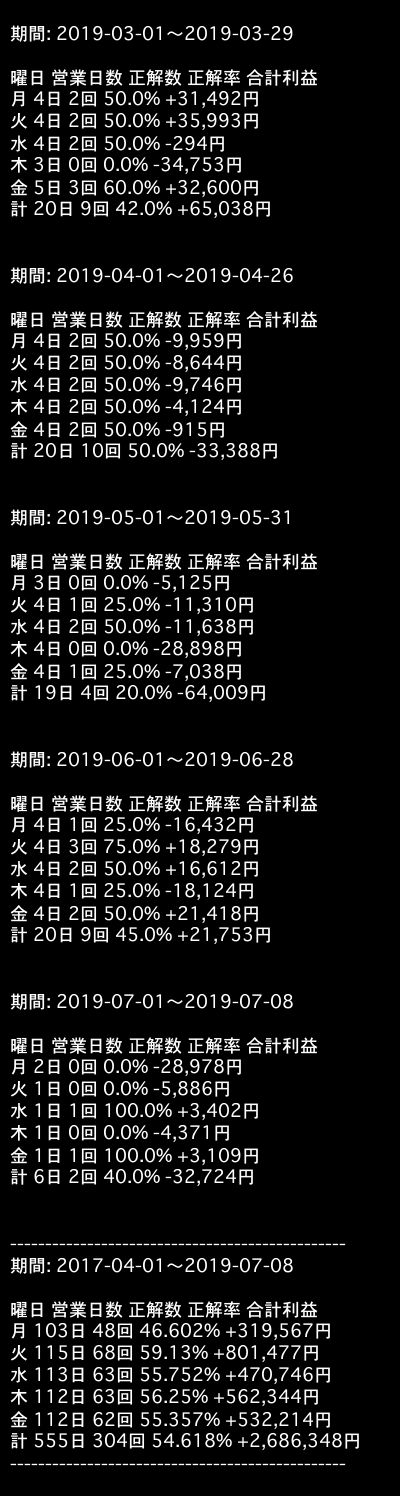 期間: 2019-03-01〜2019-03-29
曜日 営業日数 正解数 正解率 合計利益
月 4日 2回 50.0% +31,492円
火 4日 2回 50.0% +35,993円
水 4日 2回 50.0% -294円
木 3日 0回 0.0% -34,753円
金 5日 3回 60.0% +32,600円
計 20日 9回 42.0% +65,038円
期間: 2019-04-01〜2019-04-26
曜日 営業日数 正解数 正解率 合計利益
月 4日 2回 50.0% -9,959円
火 4日 2回 50.0% -8,644円
水 4日 2回 50.0% -9,746円
木 4日 2回 50.0% -4,124円
金 4日 2回 50.0% -915円
計 20日 10回 50.0% -33,388円
期間: 2019-05-01〜2019-05-31
曜日 営業日数 正解数 正解率 合計利益
月 3日 0回 0.0% -5,125円
火 4日 1回 25.0% -11,310円
水 4日 2回 50.0% -11,638円
木 4日 0回 0.0% -28,898円
金 4日 1回 25.0% -7,038円
計 19日 4回 20.0% -64,009円
期間: 2019-06-01〜2019-06-28
曜日 営業日数 正解数 正解率 合計利益
月 4日 1回 25.0% -16,432円
火 4日 3回 75.0% +18,279円
水 4日 2回 50.0% +16,612円
木 4日 1回 25.0% -18,124円
金 4日 2回 50.0% +21,418円
計 20日 9回 45.0% +21,753円
期間: 2019-07-01〜2019-07-08
曜日 営業日数 正解数 正解率 合計利益
月 2日 0回 0.0% -28,978円
火 1日 0回 0.0% -5,886円
水 1日 1回 100.0% +3,402円
木 1日 0回 0.0% -4,371円
金 1日 1回 100.0% +3,109円
計 6日 2回 40.0% -32,724円
------------------------------------------------
期間: 2017-04-01〜2019-07-08
曜日 営業日数 正解数 正解率 合計利益
月 103日 48回 46.602% +319,567円
火 115日 68回 59.13% +801,477円
水 113日 63回 55.752% +470,746円
木 112日 63回 56.25% +562,344円
金 112日 62回 55.357% +532,214円
計 555日 304回 54.618% +2,686,348円
------------------------------------------------